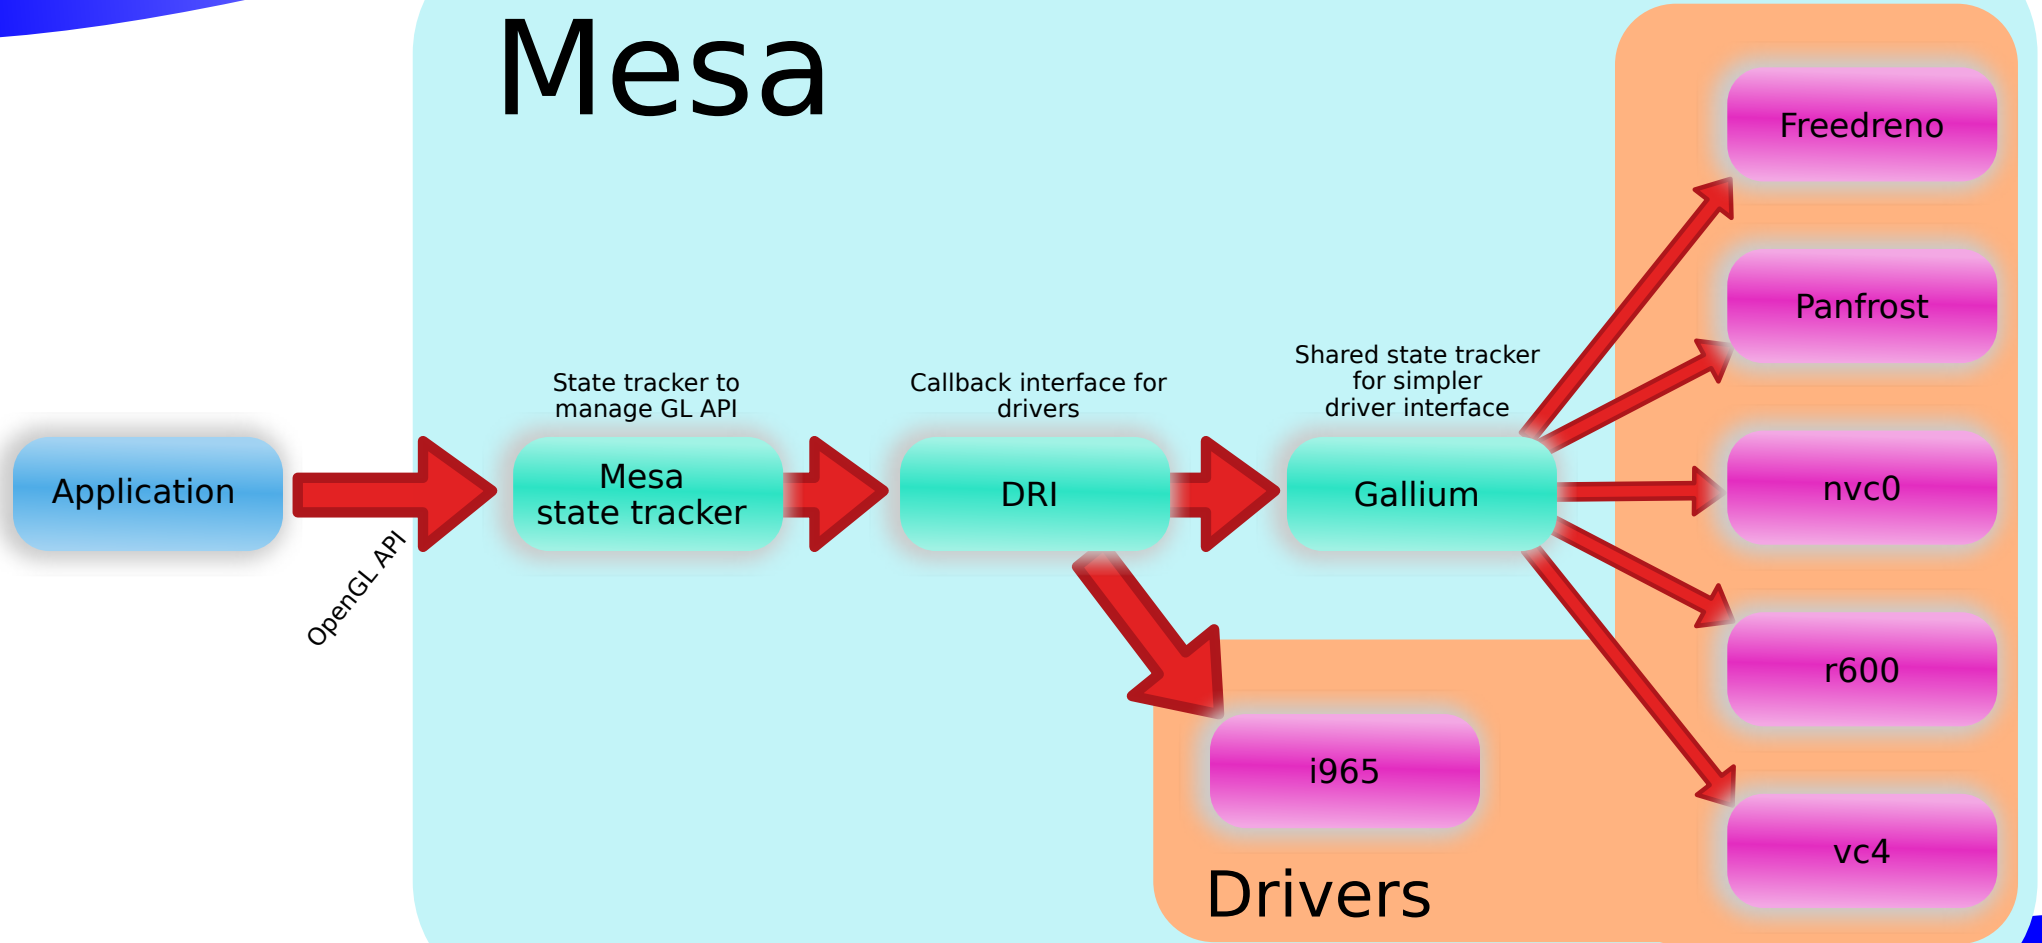 Mesa
Application
OpenGL API
State tracker to
manage GL API
Mesa
state tracker
Callback interface for
drivers
DRI
Shared state tracker
for simpler
driver interface
Gallium
Freedreno
Panfrost
nvc0
r600
vc4
i965
Drivers